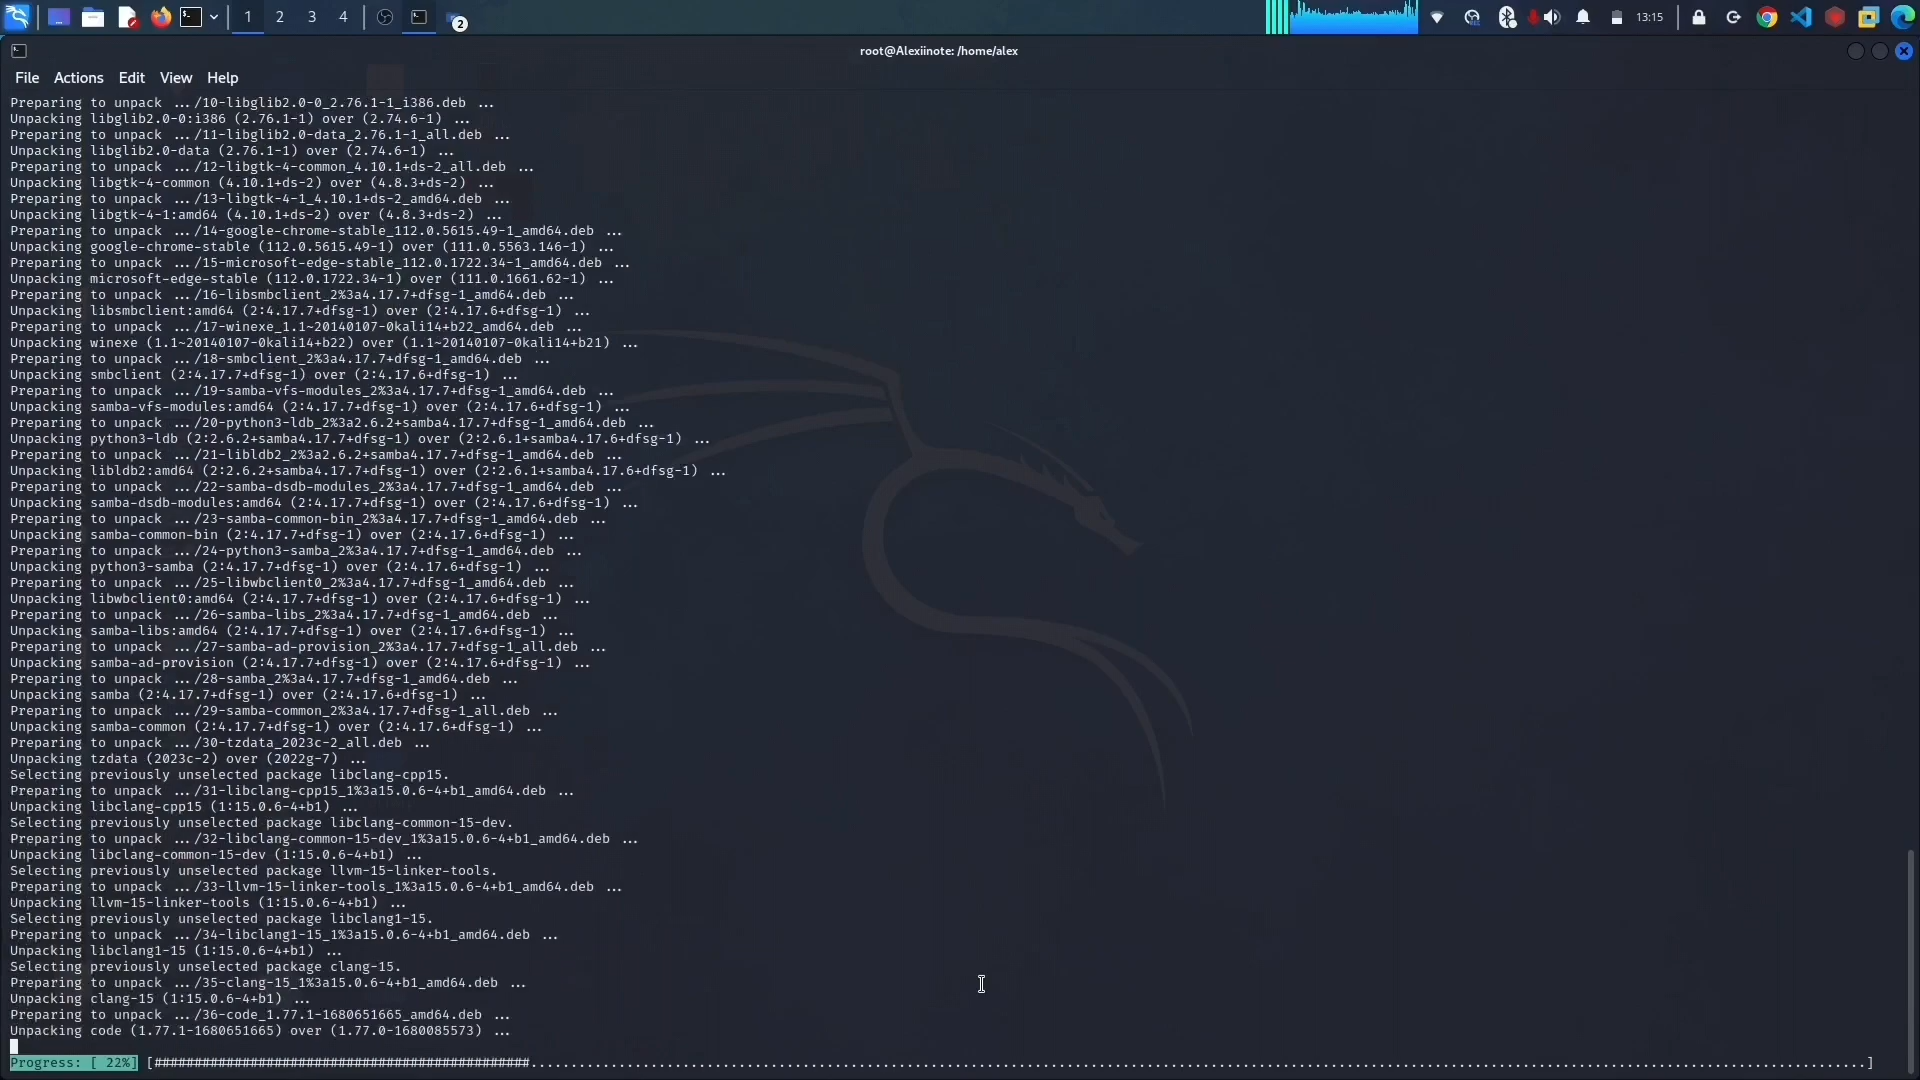 1 2 3 4 2 13:15
root@Alexiinote: /home/alex
File Actions Edit View Help
Preparing to unpack .../10-libglib2.0-0_2.76.1-1_i386.deb ...
Unpacking libglib2.0-0:i386 (2.76.1-1) over (2.74.6-1) ...
Preparing to unpack .../11-libglib2.0-data_2.76.1-1_all.deb ...
Unpacking libglib2.0-data (2.76.1-1) over (2.74.6-1) ...
Preparing to unpack .../12-libgtk-4-common_4.10.1+ds-2_all.deb ...
Unpacking libgtk-4-common (4.10.1+ds-2) over (4.8.3+ds-2) ...
Preparing to unpack .../13-libgtk-4-1_4.10.1+ds-2_amd64.deb ...
Unpacking libgtk-4-1:amd64 (4.10.1+ds-2) over (4.8.3+ds-2) ...
Preparing to unpack .../14-google-chrome-stable_112.0.5615.49-1_amd64.deb ...
Unpacking google-chrome-stable (112.0.5615.49-1) over (111.0.5563.146-1) ...
Preparing to unpack .../15-microsoft-edge-stable_112.0.1722.34-1_amd64.deb ...
Unpacking microsoft-edge-stable (112.0.1722.34-1) over (111.0.1661.62-1) ...
Preparing to unpack .../16-libsmbclient_2%3a4.17.7+dfsg-1_amd64.deb ...
Unpacking libsmbclient:amd64 (2:4.17.7+dfsg-1) over (2:4.17.6+dfsg-1) ...
Preparing to unpack .../17-winexe_1.1~20140107-0kali14+b22_amd64.deb ...
Unpacking winexe (1.1~20140107-0kali14+b22) over (1.1~20140107-0kali14+b21) ...
Preparing to unpack .../18-smbclient_2%3a4.17.7+dfsg-1_amd64.deb ...
Unpacking smbclient (2:4.17.7+dfsg-1) over (2:4.17.6+dfsg-1) ...
Preparing to unpack .../19-samba-vfs-modules_2%3a4.17.7+dfsg-1_amd64.deb ...
Unpacking samba-vfs-modules:amd64 (2:4.17.7+dfsg-1) over (2:4.17.6+dfsg-1) ...
Preparing to unpack .../20-python3-ldb_2%3a2.6.2+samba4.17.7+dfsg-1_amd64.deb ...
Unpacking python3-ldb (2:2.6.2+samba4.17.7+dfsg-1) over (2:2.6.1+samba4.17.6+dfsg-1) ...
Preparing to unpack .../21-libldb2_2%3a2.6.2+samba4.17.7+dfsg-1_amd64.deb ...
Unpacking libldb2:amd64 (2:2.6.2+samba4.17.7+dfsg-1) over (2:2.6.1+samba4.17.6+dfsg-1) ...
Preparing to unpack .../22-samba-dsdb-modules_2%3a4.17.7+dfsg-1_amd64.deb ...
Unpacking samba-dsdb-modules:amd64 (2:4.17.7+dfsg-1) over (2:4.17.6+dfsg-1) ...
Preparing to unpack .../23-samba-common-bin_2%3a4.17.7+dfsg-1_amd64.deb ...
Unpacking samba-common-bin (2:4.17.7+dfsg-1) over (2:4.17.6+dfsg-1) ...
Preparing to unpack .../24-python3-samba_2%3a4.17.7+dfsg-1_amd64.deb ...
Unpacking python3-samba (2:4.17.7+dfsg-1) over (2:4.17.6+dfsg-1) ...
Preparing to unpack .../25-libwbclient0_2%3a4.17.7+dfsg-1_amd64.deb ...
Unpacking libwbclient0:amd64 (2:4.17.7+dfsg-1) over (2:4.17.6+dfsg-1) ...
Preparing to unpack .../26-samba-libs_2%3a4.17.7+dfsg-1_amd64.deb ...
Unpacking samba-libs:amd64 (2:4.17.7+dfsg-1) over (2:4.17.6+dfsg-1) ...
Preparing to unpack .../27-samba-ad-provision_2%3a4.17.7+dfsg-1_all.deb ...
Unpacking samba-ad-provision (2:4.17.7+dfsg-1) over (2:4.17.6+dfsg-1) ...
Preparing to unpack .../28-samba_2%3a4.17.7+dfsg-1_amd64.deb ...
Unpacking samba (2:4.17.7+dfsg-1) over (2:4.17.6+dfsg-1) ...
Preparing to unpack .../29-samba-common_2%3a4.17.7+dfsg-1_all.deb ...
Unpacking samba-common (2:4.17.7+dfsg-1) over (2:4.17.6+dfsg-1) ...
Preparing to unpack .../30-tzdata_2023c-2_all.deb ...
Unpacking tzdata (2023c-2) over (2022g-7) ...
Selecting previously unselected package libclang-cpp15.
Preparing to unpack .../31-libclang-cpp15_1%3a15.0.6-4+b1_amd64.deb ...
Unpacking libclang-cpp15 (1:15.0.6-4+b1) ...
Selecting previously unselected package libclang-common-15-dev.
Preparing to unpack .../32-libclang-common-15-dev_1%3a15.0.6-4+b1_amd64.deb ...
Unpacking libclang-common-15-dev (1:15.0.6-4+b1) ...
Selecting previously unselected package llvm-15-linker-tools.
Preparing to unpack .../33-llvm-15-linker-tools_1%3a15.0.6-4+b1_amd64.deb ...
Unpacking llvm-15-linker-tools (1:15.0.6-4+b1) ...
Selecting previously unselected package libclang1-15.
Preparing to unpack .../34-libclang1-15_1%3a15.0.6-4+b1_amd64.deb ...
Unpacking libclang1-15 (1:15.0.6-4+b1) ...
Selecting previously unselected package clang-15.
Preparing to unpack .../35-clang-15_1%3a15.0.6-4+b1_amd64.deb ...
Unpacking clang-15 (1:15.0.6-4+b1) ...
Preparing to unpack .../36-code_1.77.1-1680651665_amd64.deb ...
Unpacking code (1.77.1-1680651665) over (1.77.0-1680085573) ...
Progress: [ 22%] [###############################################.......................................................................................................................................................................]